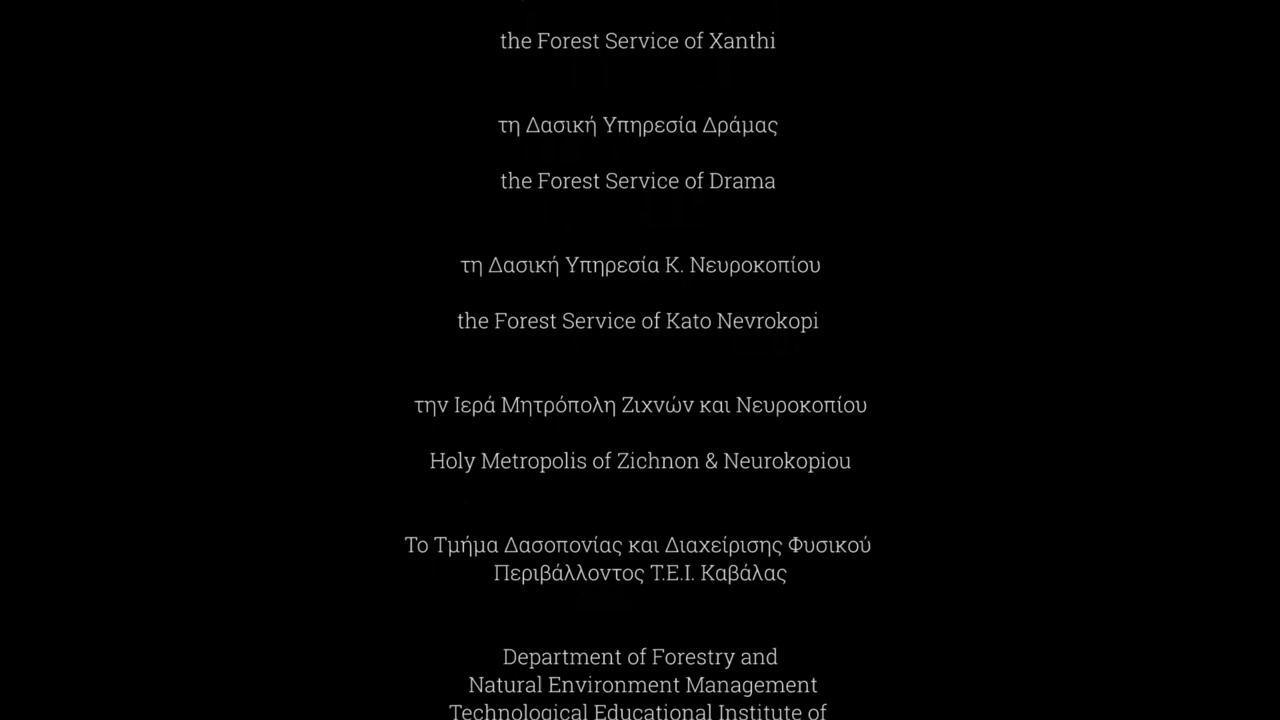 the Forest Service of Xanthi
τη Δασική Υπηρεσία Δράμας
the Forest Service of Drama
τη Δασική Υπηρεσία Κ. Νευροκοπίου
the Forest Service of Kato Nevrokopi
την Ιερά Μητρόπολη Ζιχνών και Νευροκοπίου
Holy Metropolis of Zichnon & Neurokopiou
Το Τμήμα Δασοπονίας και Διαχείρισης Φυσικού
Περιβάλλοντος Τ.Ε.Ι. Καβάλας
Department of Forestry and
Natural Environment Management
Technological Educational Institute of